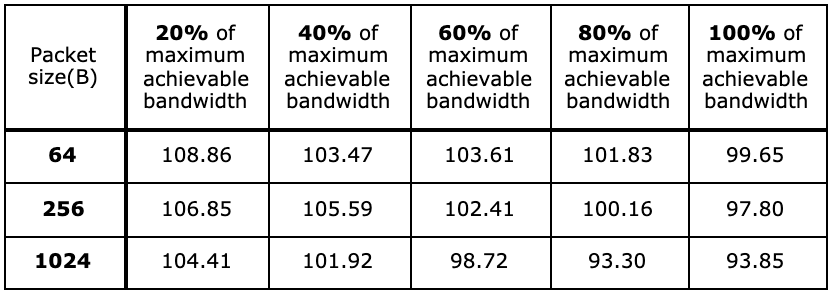 Packet size(B) 20% of maximum achievable bandwidth 40% of maximum achievable bandwidth 60% of maximum achievable bandwidth 80% of maximum achievable bandwidth 100% of maximum achievable bandwidth
64 108.86 103.47 103.61 101.83 99.65
256 106.85 105.59 102.41 100.16 97.80
1024 104.41 101.92 98.72 93.30 93.85